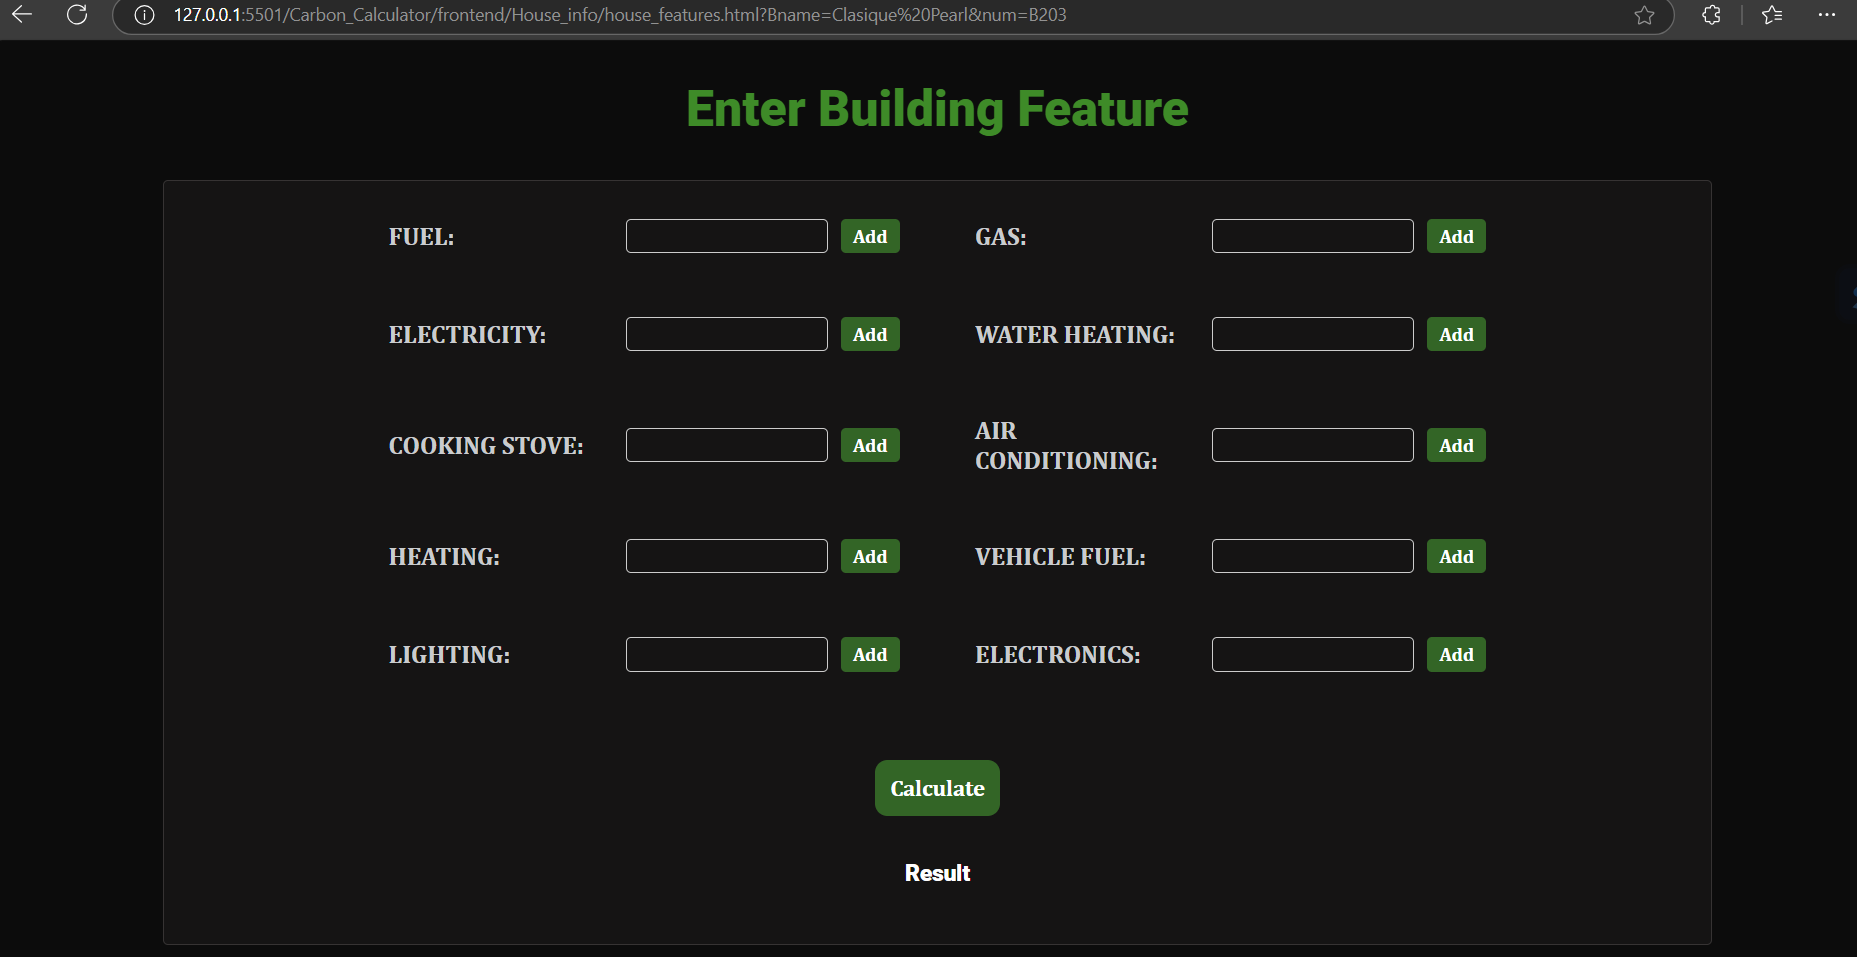 127.0.0.1:5501/Carbon_Calculator/frontend/House_info/house_features.html?Bname=Clasique%20Pearl&num=B203
Enter Building Feature
FUEL: Add GAS: Add
ELECTRICITY: Add WATER HEATING: Add
COOKING STOVE: Add AIR
CONDITIONING: Add
HEATING: Add VEHICLE FUEL: Add
LIGHTING: Add ELECTRONICS: Add
Calculate
Result